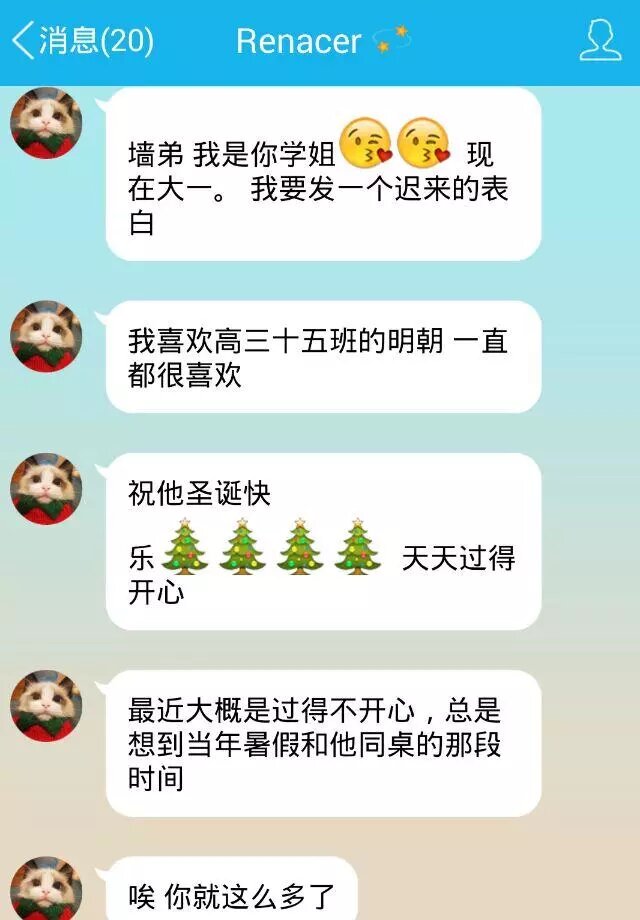 消息(20)
Renacer
墙弟 我是你学姐😘😘 现
在大一。 我要发一个迟来的表
白
我喜欢高三十五班的明朝 一直
都很喜欢
祝他圣诞快
乐🎄🎄🎄🎄 天天过得
开心
最近大概是过得不开心，总是
想到当年暑假和他同桌的那段
时间
唉 你就这么多了